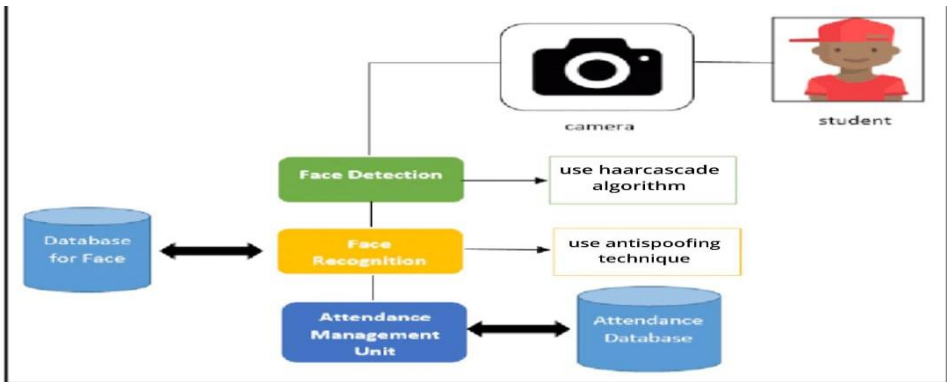 camera
student
Face Detection
use haarcascade
algorithm
Database
for Face
Face
Recognition
use antispoofing
technique
Attendance
Management
Unit
Attendance
Database